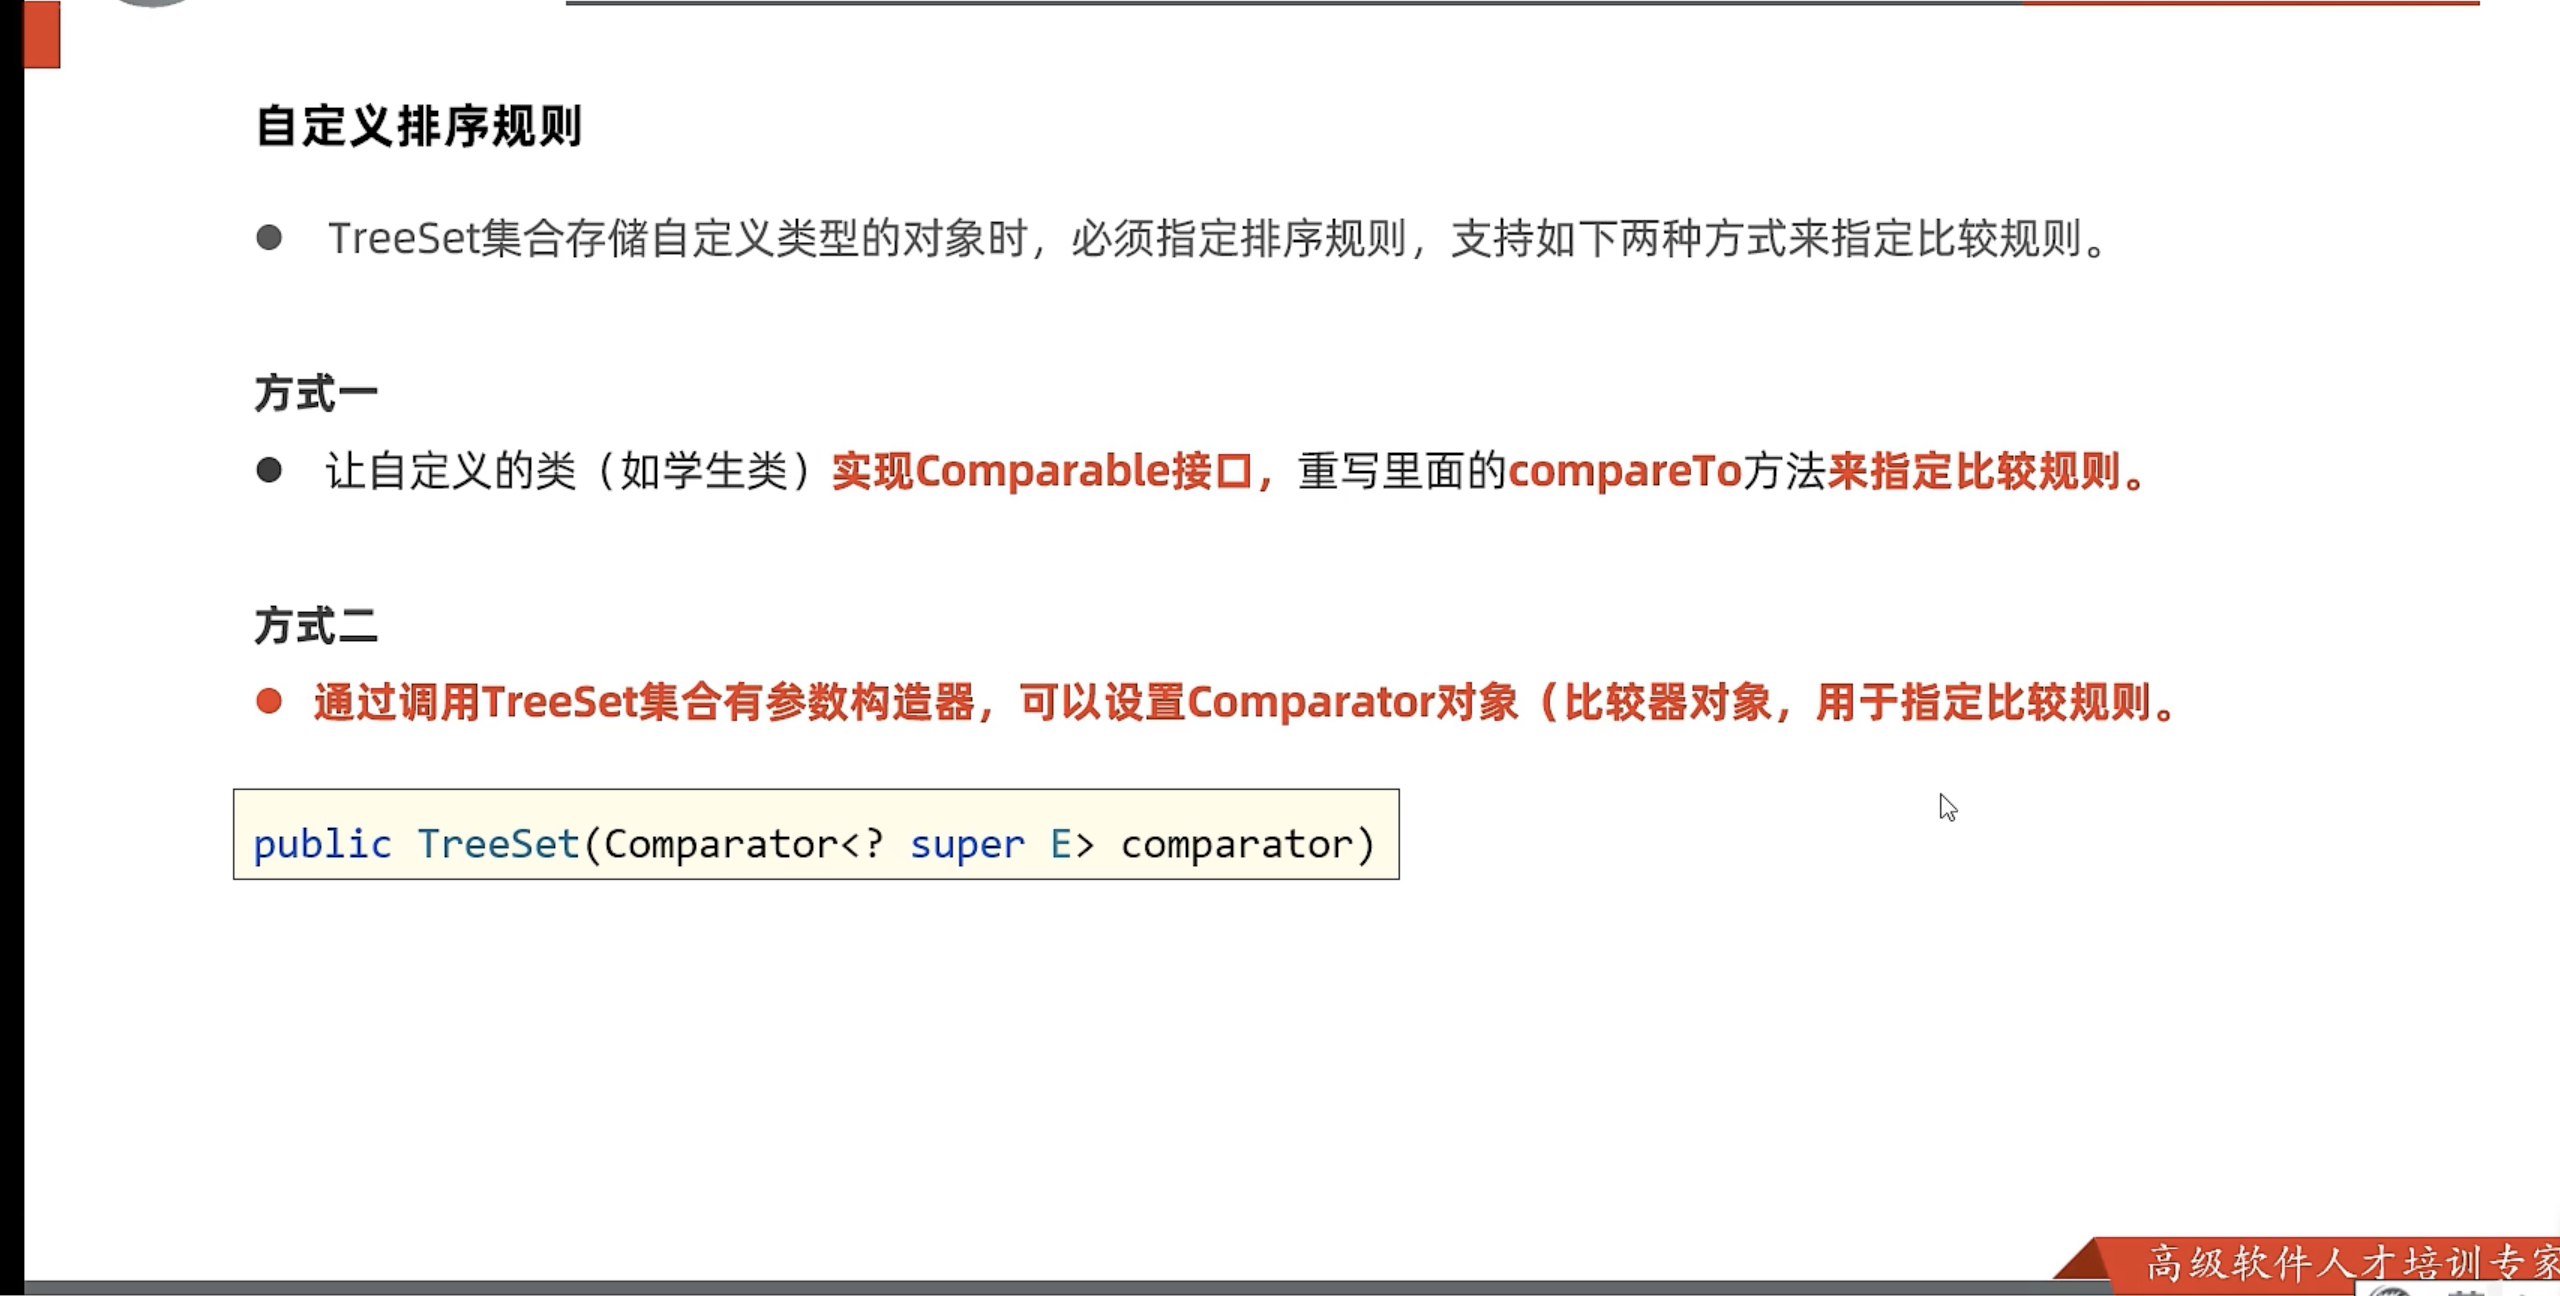 自定义排序规则
TreeSet集合存储自定义类型的对象时，必须指定排序规则，支持如下两种方式来指定比较规则。
方式一
让自定义的类（如学生类）实现Comparable接口，重写里面的compareTo方法来指定比较规则。
方式二
通过调用TreeSet集合有参数构造器，可以设置Comparator对象（比较器对象，用于指定比较规则。
public TreeSet(Comparator<? super E> comparator)
高级软件人才培训专家